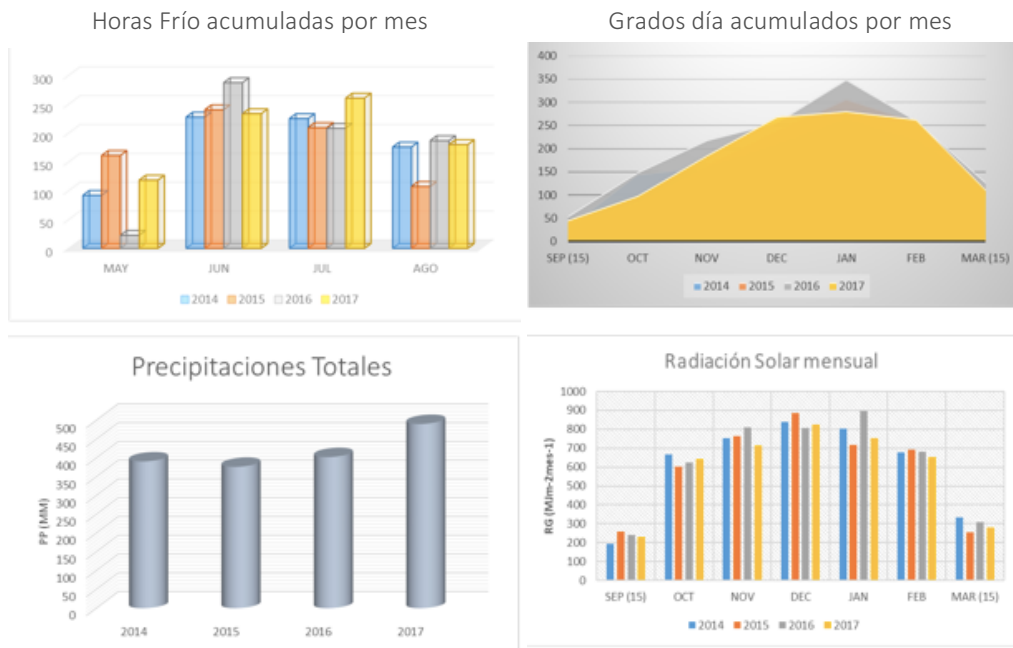 Horas Frío acumuladas por mes
300
250
200
150
100
50
0
MAY JUN JUL AGO
2014 2015 2016 2017
Grados día acumulados por mes
400
350
300
250
200
150
100
50
0
SEP (15) OCT NOV DEC JAN FEB MAR (15)
2014 2015 2016 2017
Precipitaciones Totales
PP (MM)
500
450
400
350
300
250
200
150
100
50
0
2014 2015 2016 2017
Radiación Solar mensual
RG (MJm-2mes-1)
1000
900
800
700
600
500
400
300
200
100
0
SEP (15) OCT NOV DEC JAN FEB MAR (15)
2014 2015 2016 2017